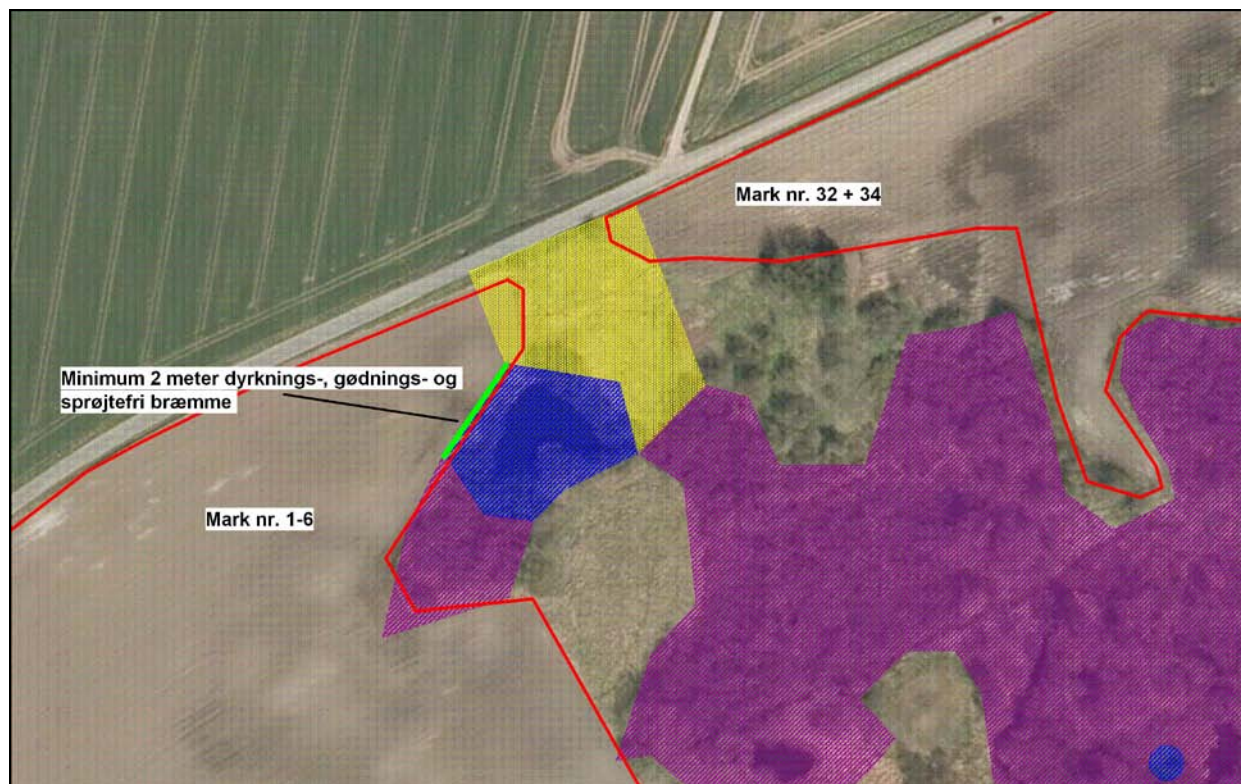 Mark nr. 32 + 34
Minimum 2 meter dyrknings-, gødnings- og
sprøjtefri bræmme
Mark nr. 1-6